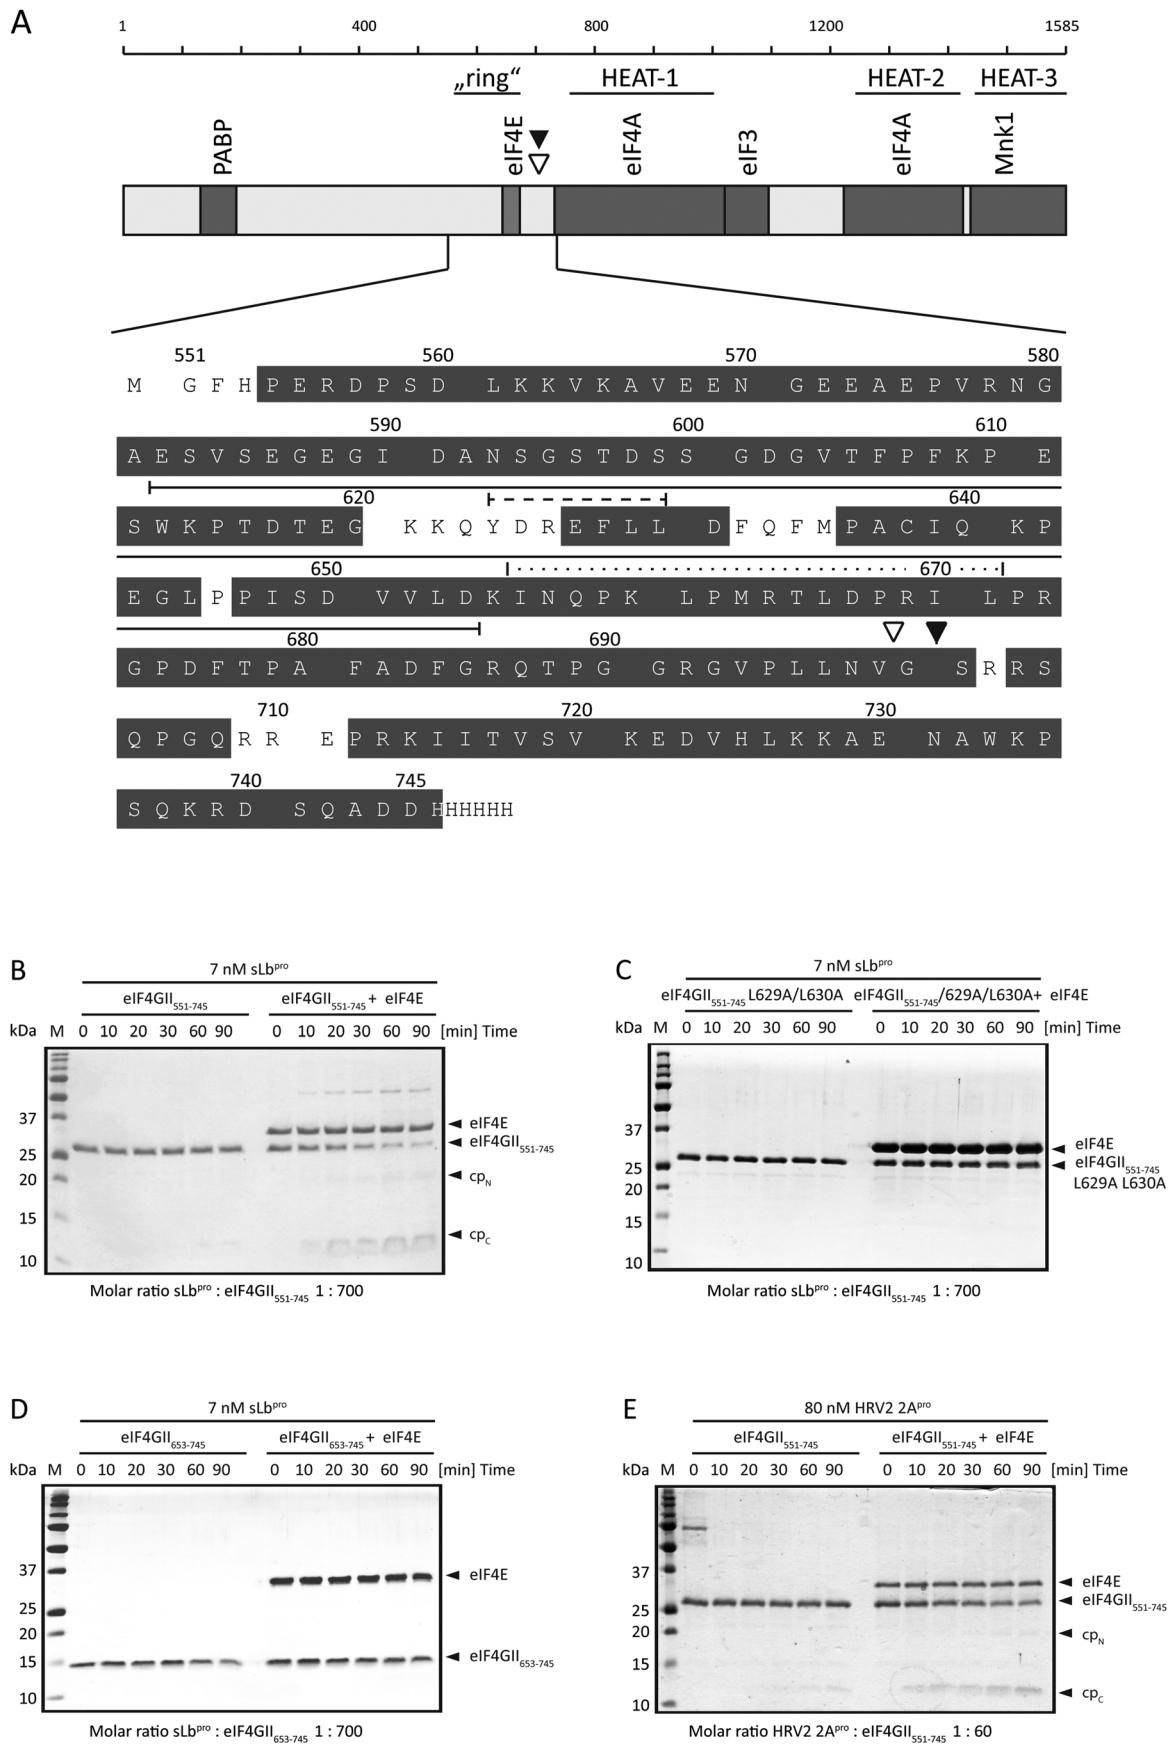 A
1 400 800 1200 1585
„ring“ HEAT-1 HEAT-2 HEAT-3
PABP eIF4E eIF4A eIF3 eIF4A Mnk1
551 560 570 580
M G F H P E R D P S D L K K V K A V E E N G E E A E P V R N G
590 600 610
A E S V S E G E G I D A N S G S T D S S G D G V T F P F K P E
620 640
S W K P T D T E G K K Q Y D R E F L L D F Q F M P A C I Q K P
650 670
E G L P P I S D V V L D K I N Q P K L P M R T L D P R I L P R
680 690
G P D F T P A F A D F G R Q T P G G R G V P L L N V G S R R S
710 720 730
Q P G Q R R E P R K I I T V S V K E D V H L K K A E N A W K P
740 745
S Q K R D S Q A D D HHHHHH
B
7 nM sLbpro
eIF4GII551-745 eIF4GII551-745 + eIF4E
kDa M 0 10 20 30 60 90 0 10 20 30 60 90 [min] Time
37
25
20
15
10
eIF4E
eIF4GII551-745
cpN
cpC
Molar ratio sLbpro : eIF4GII551-745 1 : 700
C
7 nM sLbpro
eIF4GII551-745 L629A/L630A eIF4GII551-745/629A/L630A+ eIF4E
kDa M 0 10 20 30 60 90 0 10 20 30 60 90 [min] Time
37
25
20
15
10
eIF4E
eIF4GII551-745
L629A L630A
Molar ratio sLbpro : eIF4GII551-745 1 : 700
D
7 nM sLbpro
eIF4GII653-745 eIF4GII653-745 + eIF4E
kDa M 0 10 20 30 60 90 0 10 20 30 60 90 [min] Time
37
25
20
15
10
eIF4E
eIF4GII653-745
Molar ratio sLbpro : eIF4GII653-745 1 : 700
E
80 nM HRV2 2Apro
eIF4GII551-745 eIF4GII551-745 + eIF4E
kDa M 0 10 20 30 60 90 0 10 20 30 60 90 [min] Time
37
25
20
15
10
eIF4E
eIF4GII551-745
cpN
cpC
Molar ratio HRV2 2Apro : eIF4GII551-745 1 : 60